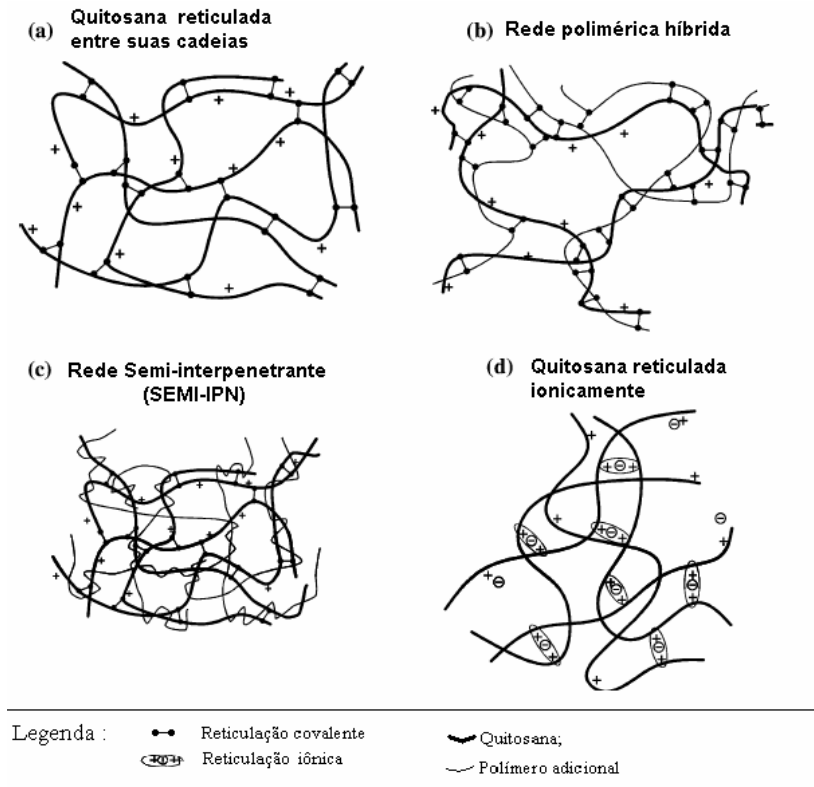 (a) Quitosana reticulada
entre suas cadeias
(b) Rede polimérica híbrida
(c) Rede Semi-interpenetrante
(SEMI-IPN)
(d) Quitosana reticulada
ionicamente
Legenda :
Reticulação covalente
Reticulação iônica
Quitosana;
Polímero adicional